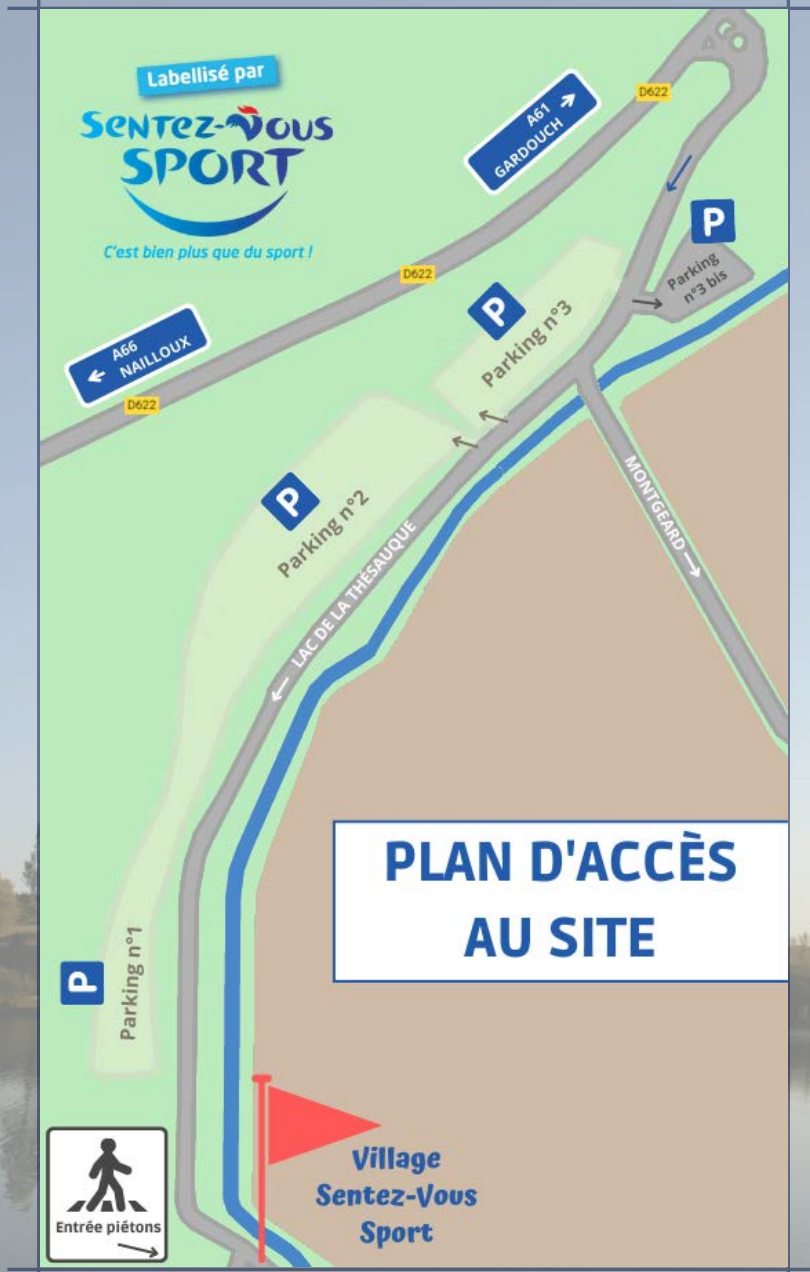 Labellisé par
SENTEZ-VOUS
SPORT
C'est bien plus que du sport !
D622
A61
GARDOUCH
P
Parking
n°3 bis
D622
P
Parking n°3
A66
NAILLOUX
D622
P
Parking n°2
MONTGEARD
LAC DE LA THÉSAUQUE
PLAN D'ACCÈS
AU SITE
P
Parking n°1
Village
Sentez-Vous
Sport
Entrée piétons